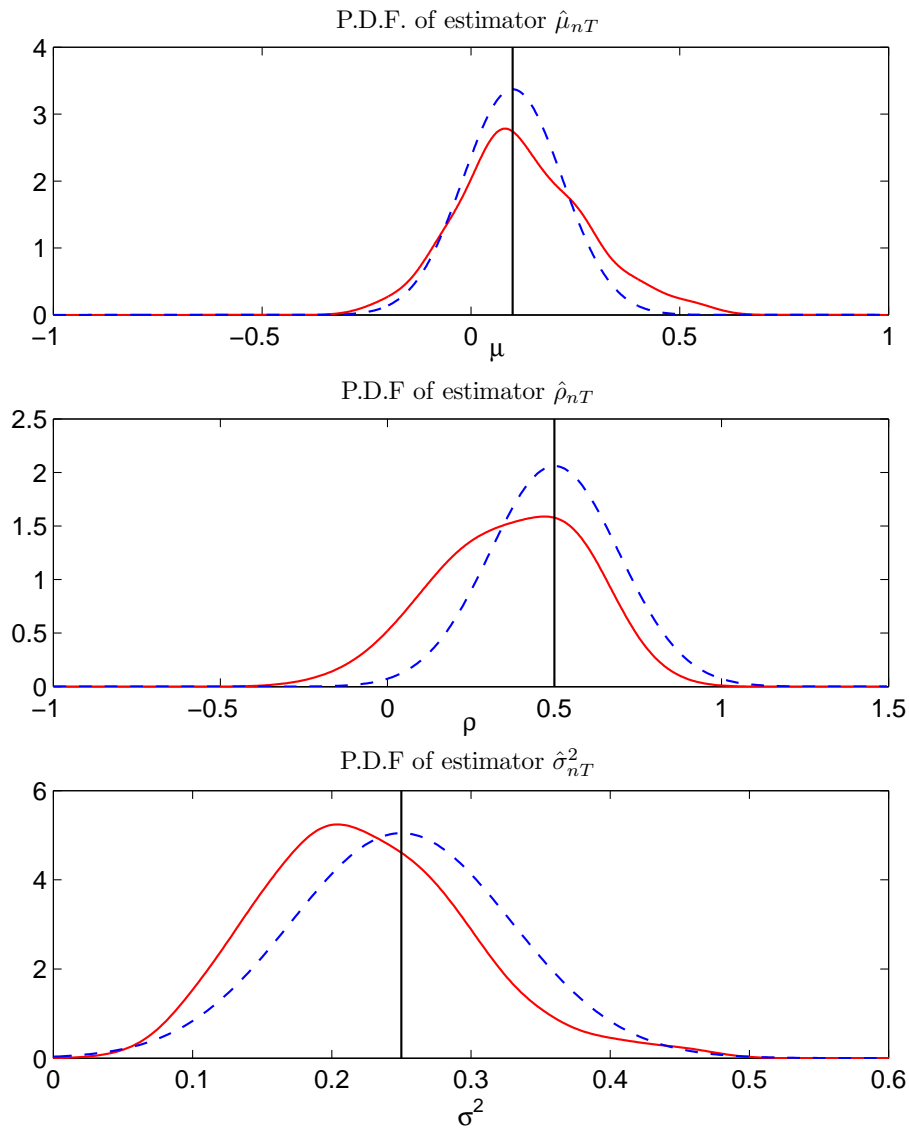 P.D.F. of estimator μ̂nT
4
3
2
1
0
−1 −0.5 0 0.5 1
μ
P.D.F of estimator ρ̂nT
2.5
2
1.5
1
0.5
0
−1 −0.5 0 0.5 1 1.5
ρ
P.D.F of estimator σ̂²nT
6
4
2
0
0 0.1 0.2 0.3 0.4 0.5 0.6
σ²